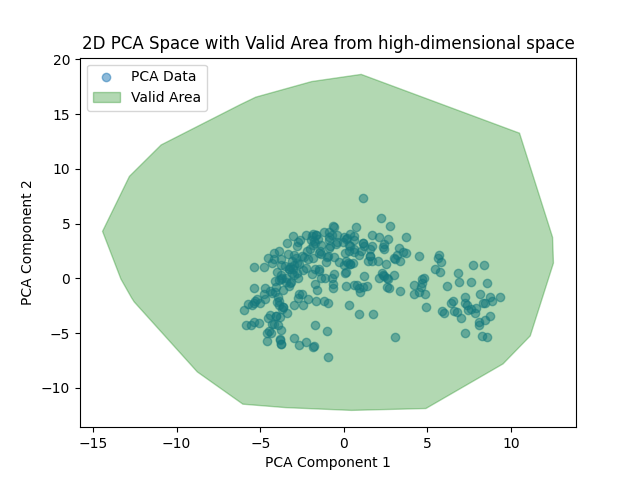 2D PCA Space with Valid Area from high-dimensional space
PCA Data
Valid Area
20
15
10
5
0
−5
−10
PCA Component 2
−15
−10
−5
0
5
10
PCA Component 1